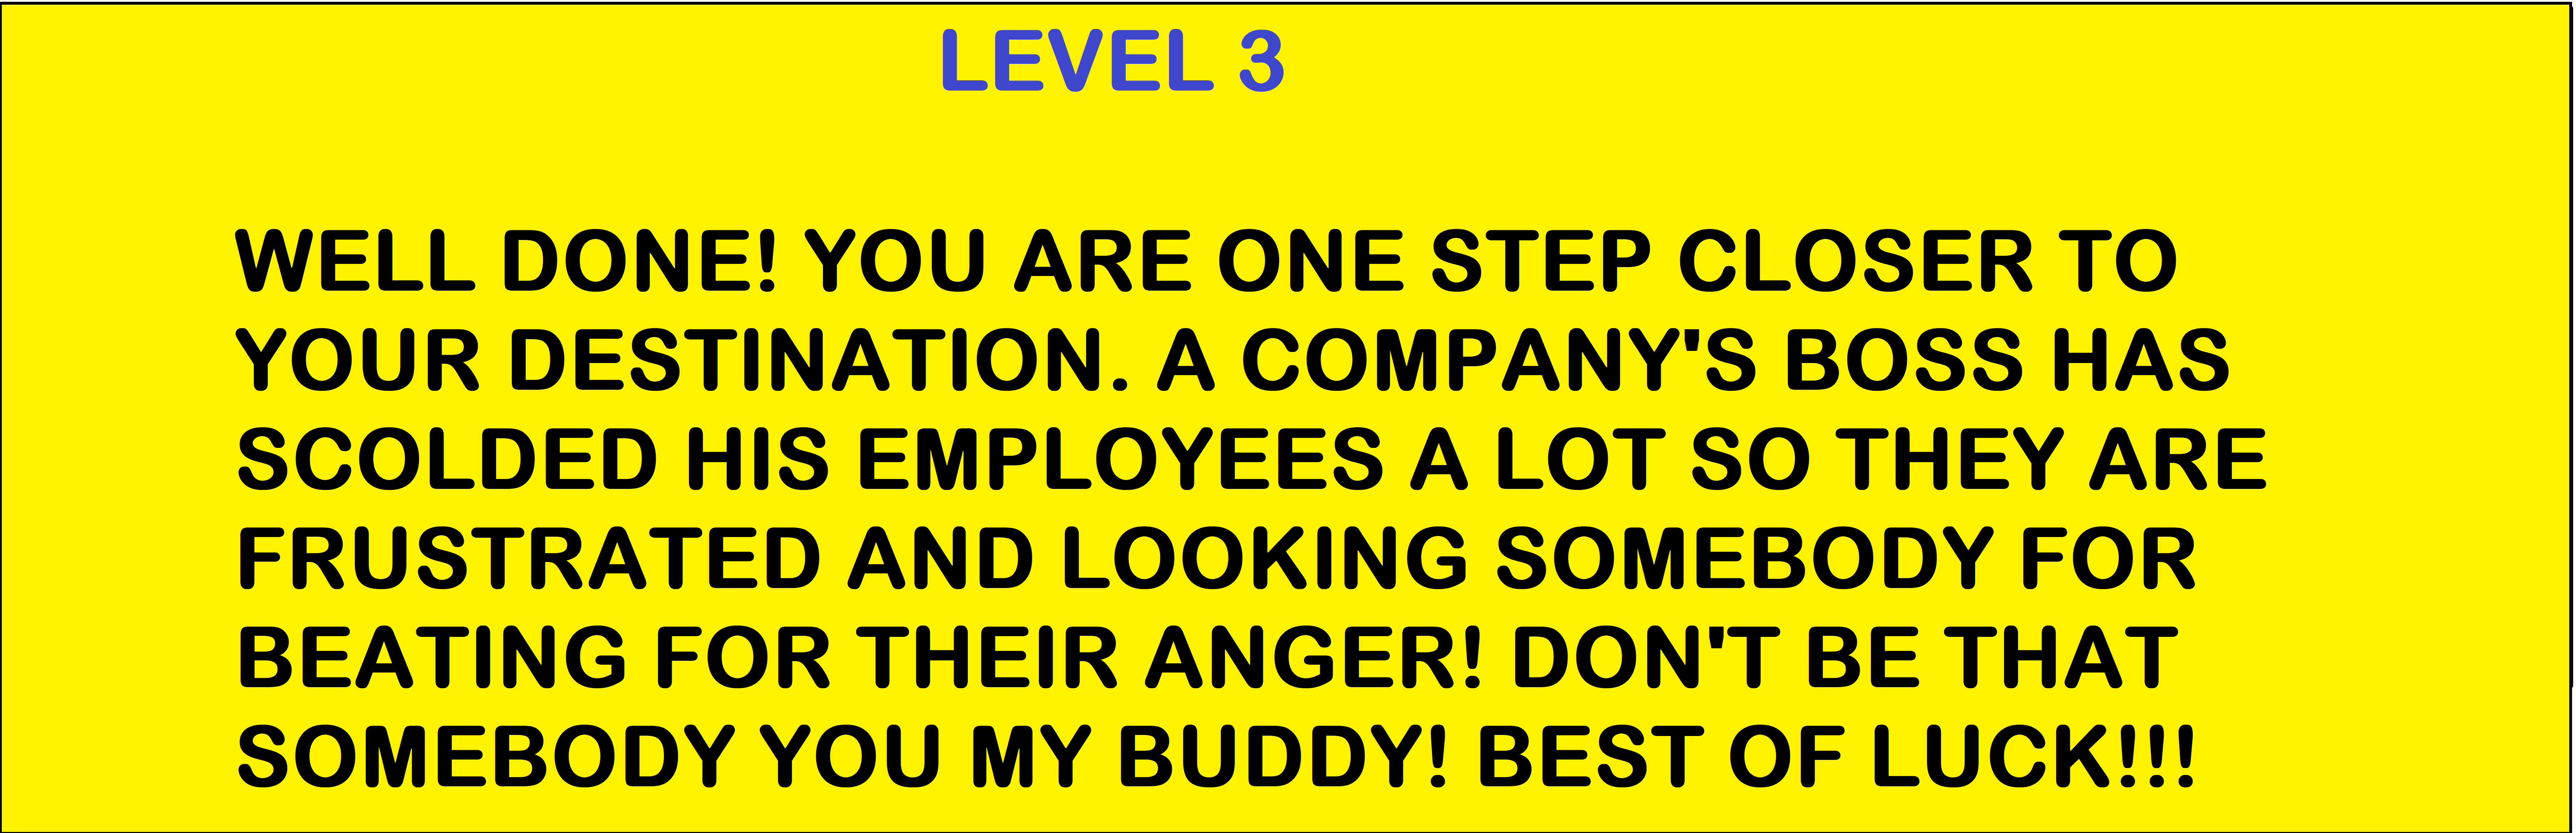 LEVEL 3
WELL DONE! YOU ARE ONE STEP CLOSER TO
YOUR DESTINATION. A COMPANY'S BOSS HAS
SCOLDED HIS EMPLOYEES A LOT SO THEY ARE
FRUSTRATED AND LOOKING SOMEBODY FOR
BEATING FOR THEIR ANGER! DON'T BE THAT
SOMEBODY YOU MY BUDDY! BEST OF LUCK!!!